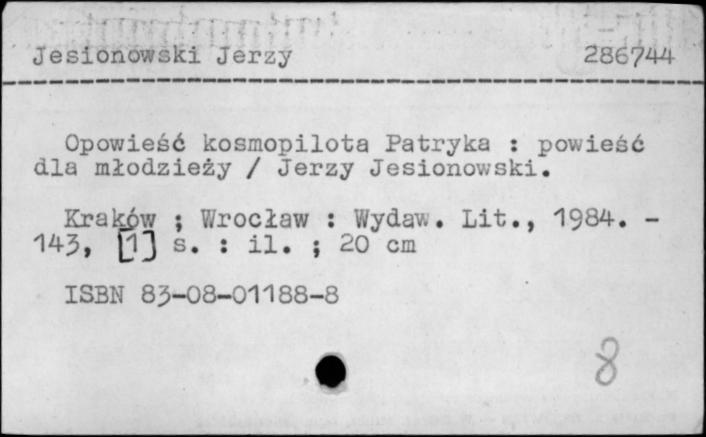 Jesionowski Jerzy 286744
Opowieść kosmopilota Patryka : powieść
dla młodzieży / Jerzy Jesionowski.
Kraków ; Wrocław : Wydaw. Lit., 1984. -
143, [1] s. : il. ; 20 cm
ISBN 83-08-01188-8
8